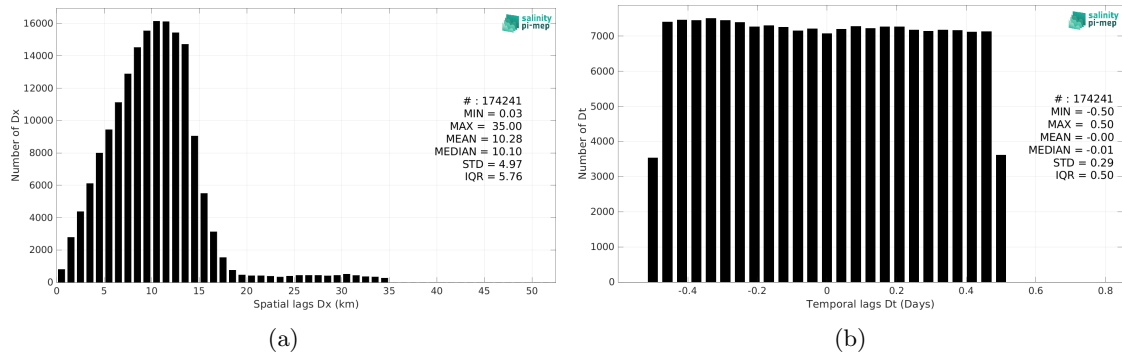 16000
14000
12000
10000
8000
6000
4000
2000
0
Number of Dx
salinity
pi-mep
# : 174241
MIN = 0.03
MAX = 35.00
MEAN = 10.28
MEDIAN = 10.10
STD = 4.97
IQR = 5.76
0 5 10 15 20 25 30 35 40 45 50
Spatial lags Dx (km)
(a)
7000
6000
5000
4000
3000
2000
1000
0
Number of Dt
salinity
pi-mep
# : 174241
MIN = -0.50
MAX = 0.50
MEAN = -0.00
MEDIAN = -0.01
STD = 0.29
IQR = 0.50
-0.4 -0.2 0 0.2 0.4 0.6 0.8
Temporal lags Dt (Days)
(b)